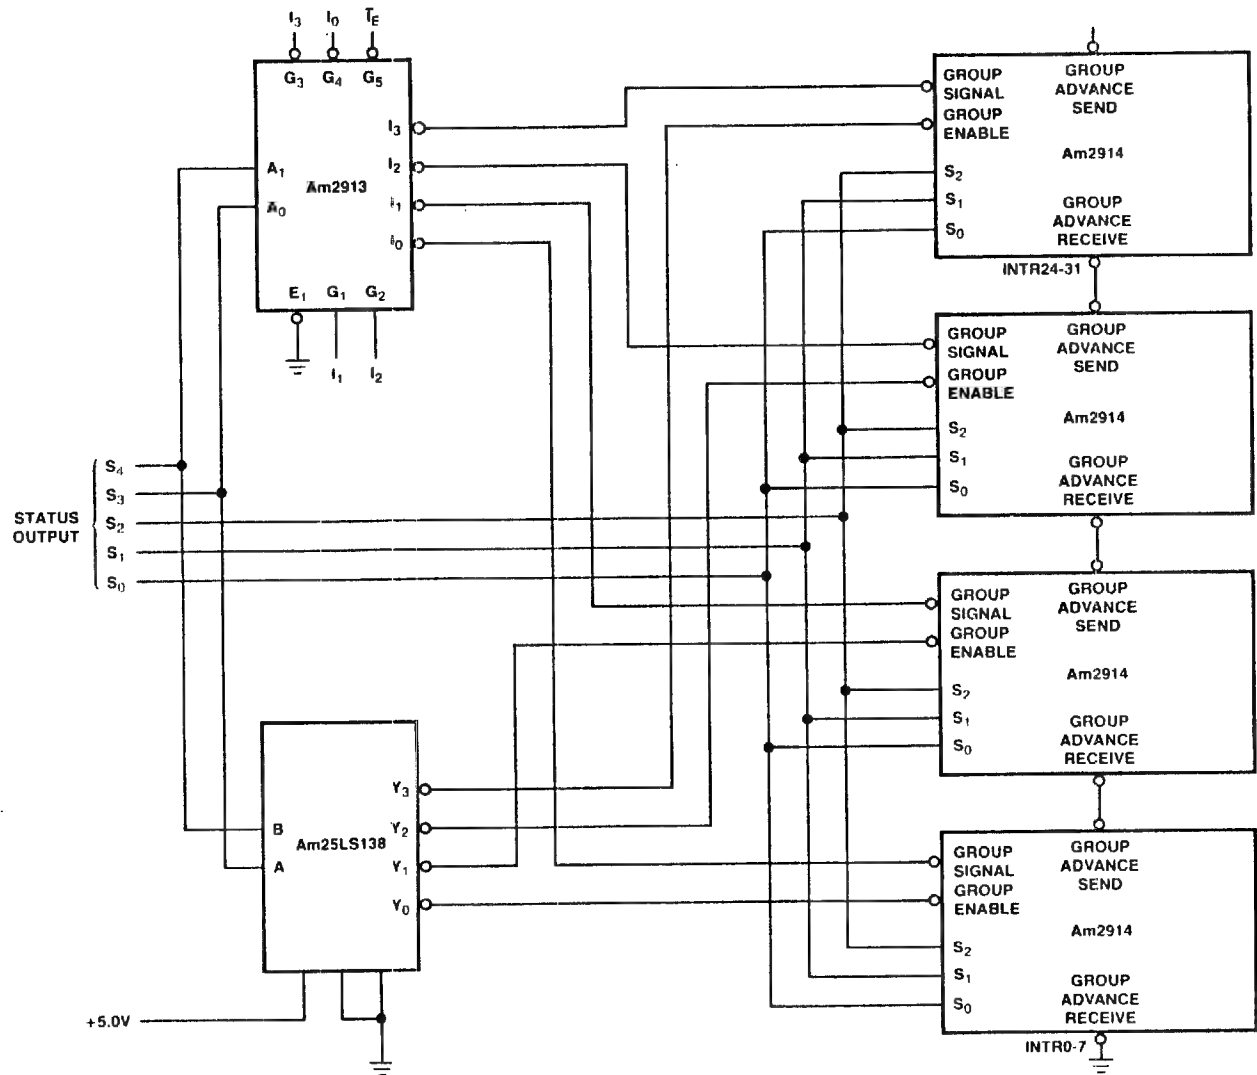 I3 I0 T̅E
G3 G4 G5
I3
I2
I1
I0
A1
A0
Am2913
E1 G1 G2
I1 I2
GROUP
SIGNAL
GROUP
ENABLE
GROUP
ADVANCE
SEND
Am2914
S2
S1
S0
GROUP
ADVANCE
RECEIVE
INTR24-31
GROUP
SIGNAL
GROUP
ENABLE
GROUP
ADVANCE
SEND
Am2914
S2
S1
S0
GROUP
ADVANCE
RECEIVE
STATUS
OUTPUT
S4
S3
S2
S1
S0
GROUP
SIGNAL
GROUP
ENABLE
GROUP
ADVANCE
SEND
Am2914
S2
S1
S0
GROUP
ADVANCE
RECEIVE
Y3
Y2
Y1
Y0
B
A
Am25LS138
+5.0V
GROUP
SIGNAL
GROUP
ENABLE
GROUP
ADVANCE
SEND
Am2914
S2
S1
S0
GROUP
ADVANCE
RECEIVE
INTR0-7